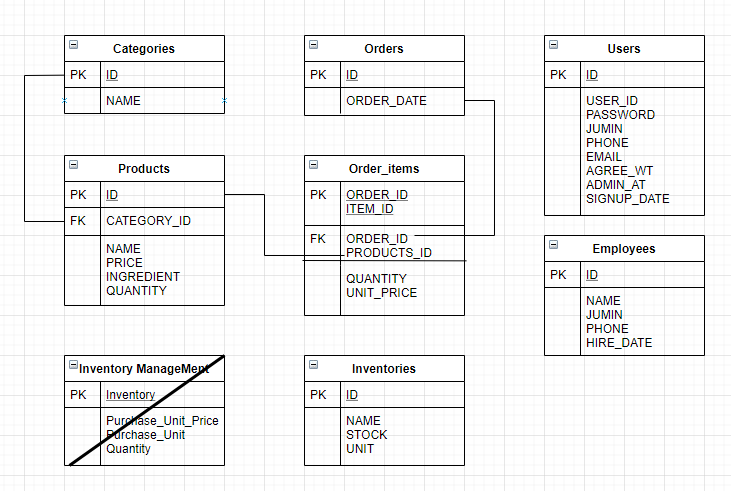 Categories
PK ID
NAME
Orders
PK ID
ORDER_DATE
Users
PK ID
USER_ID
PASSWORD
JUMIN
PHONE
EMAIL
AGREE_WT
ADMIN_AT
SIGNUP_DATE
Products
PK ID
FK CATEGORY_ID
NAME
PRICE
INGREDIENT
QUANTITY
Order_items
PK ORDER_ID
ITEM_ID
FK ORDER_ID
PRODUCTS_ID
QUANTITY
UNIT_PRICE
Employees
PK ID
NAME
JUMIN
PHONE
HIRE_DATE
Inventory ManageMent
PK Inventory
Purchase_Unit_Price
Purchase_Unit
Quantity
Inventories
PK ID
NAME
STOCK
UNIT